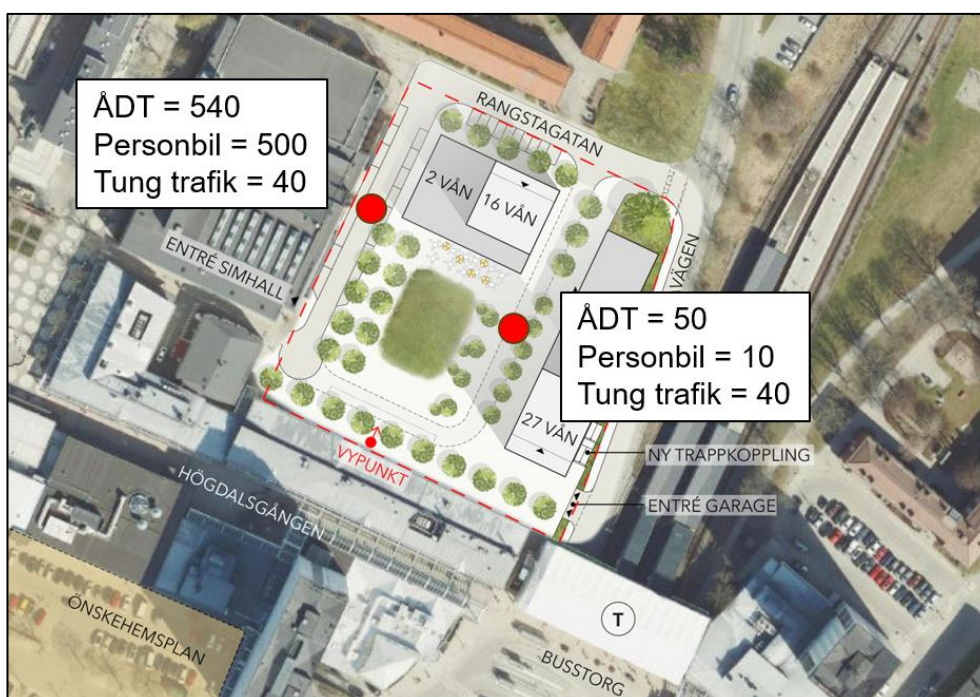 ÅDT = 540
Personbil = 500
Tung trafik = 40
RANGSTAGATAN
2 VÅN
16 VÅN
ENTRÉ SIMHALL
VÄGEN
ÅDT = 50
Personbil = 10
Tung trafik = 40
27 VÅN
VYPUNKT
NY TRAPPKOPPLING
ENTRÉ GARAGE
HÖGDALSGÅNGEN
ÖNSKEHEMSPLAN
T
BUSSTORG